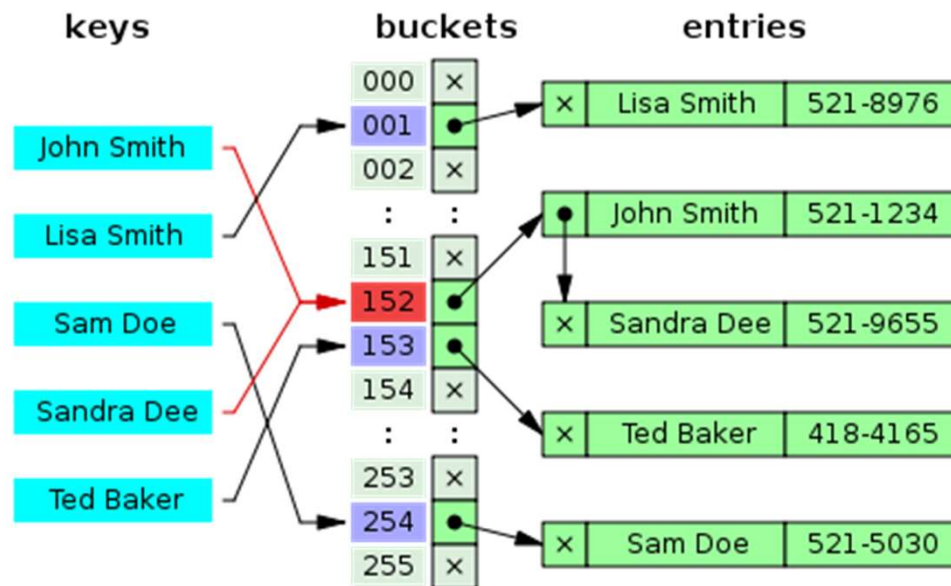 keys
buckets
entries
John Smith
Lisa Smith
Sam Doe
Sandra Dee
Ted Baker
000 ×
001
002 ×
: :
151 ×
152
153
154 ×
: :
253 ×
254
255 ×
× Lisa Smith 521-8976
John Smith 521-1234
× Sandra Dee 521-9655
× Ted Baker 418-4165
× Sam Doe 521-5030